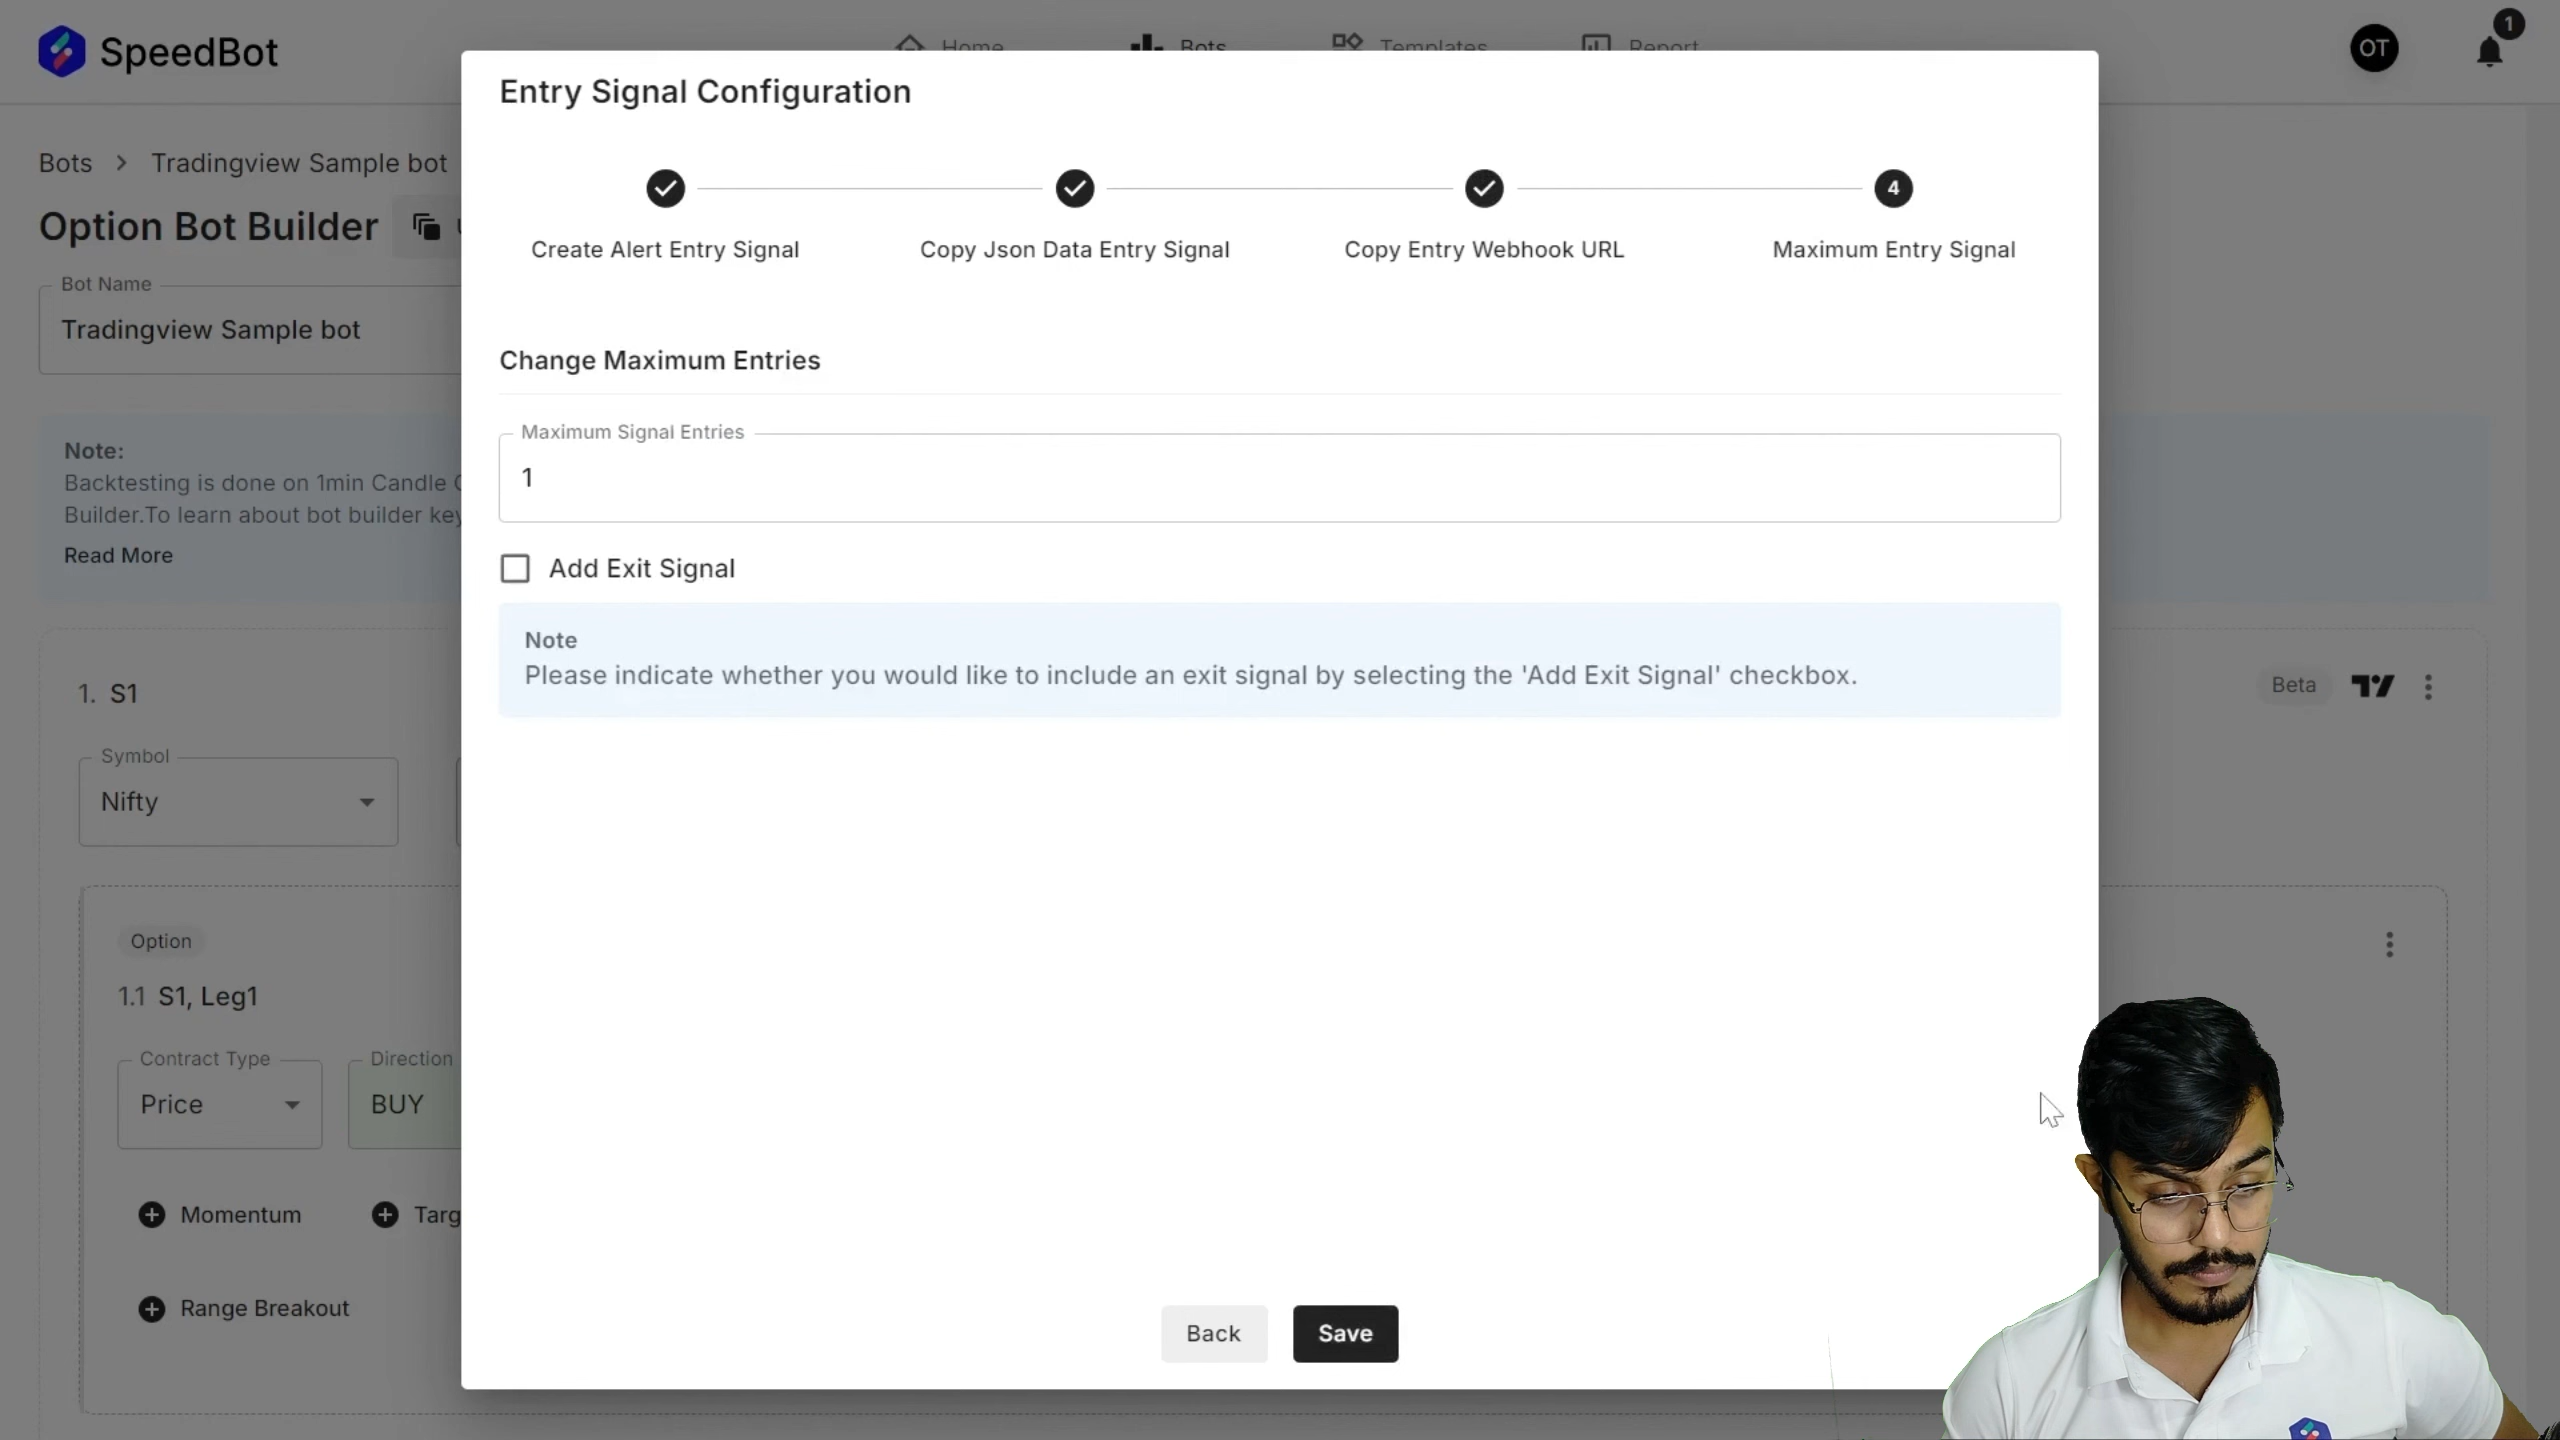 SpeedBot
Home
Bots
Templates
Report
OT
1
Bots > Tradingview Sample bot
Option Bot Builder
Bot Name
Tradingview Sample bot
Note:
Backtesting is done on 1min Candle
Builder.To learn about bot builder key
Read More
1. S1
Beta
Symbol
Nifty
Option
1.1 S1, Leg1
Contract Type
Price
Direction
BUY
Momentum
Targ
Range Breakout
Entry Signal Configuration
4
Create Alert Entry Signal
Copy Json Data Entry Signal
Copy Entry Webhook URL
Maximum Entry Signal
Change Maximum Entries
Maximum Signal Entries
1
Add Exit Signal
Note
Please indicate whether you would like to include an exit signal by selecting the 'Add Exit Signal' checkbox.
Back
Save